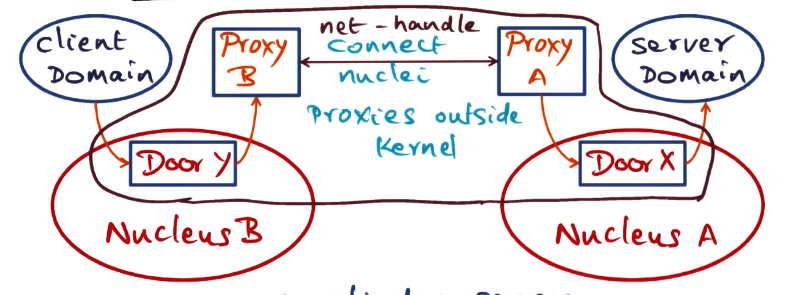 client
Domain
Proxy
B
net-handle
connect
nuclei
Proxies outside
Kernel
Proxy
A
server
Domain
Door Y
Nucleus B
Door X
Nucleus A